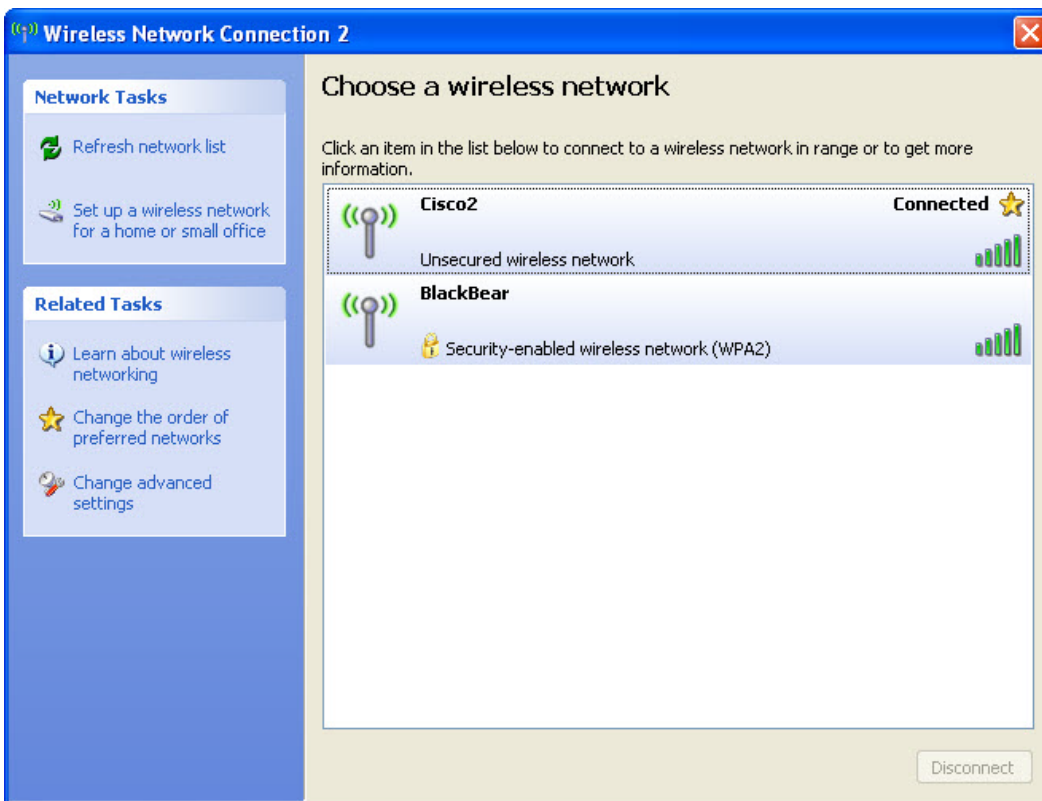 Wireless Network Connection 2
Network Tasks
Refresh network list
Set up a wireless network
for a home or small office
Related Tasks
Learn about wireless
networking
Change the order of
preferred networks
Change advanced
settings
Choose a wireless network
Click an item in the list below to connect to a wireless network in range or to get more
information.
Cisco2 Connected
Unsecured wireless network
BlackBear
Security-enabled wireless network (WPA2)
Disconnect